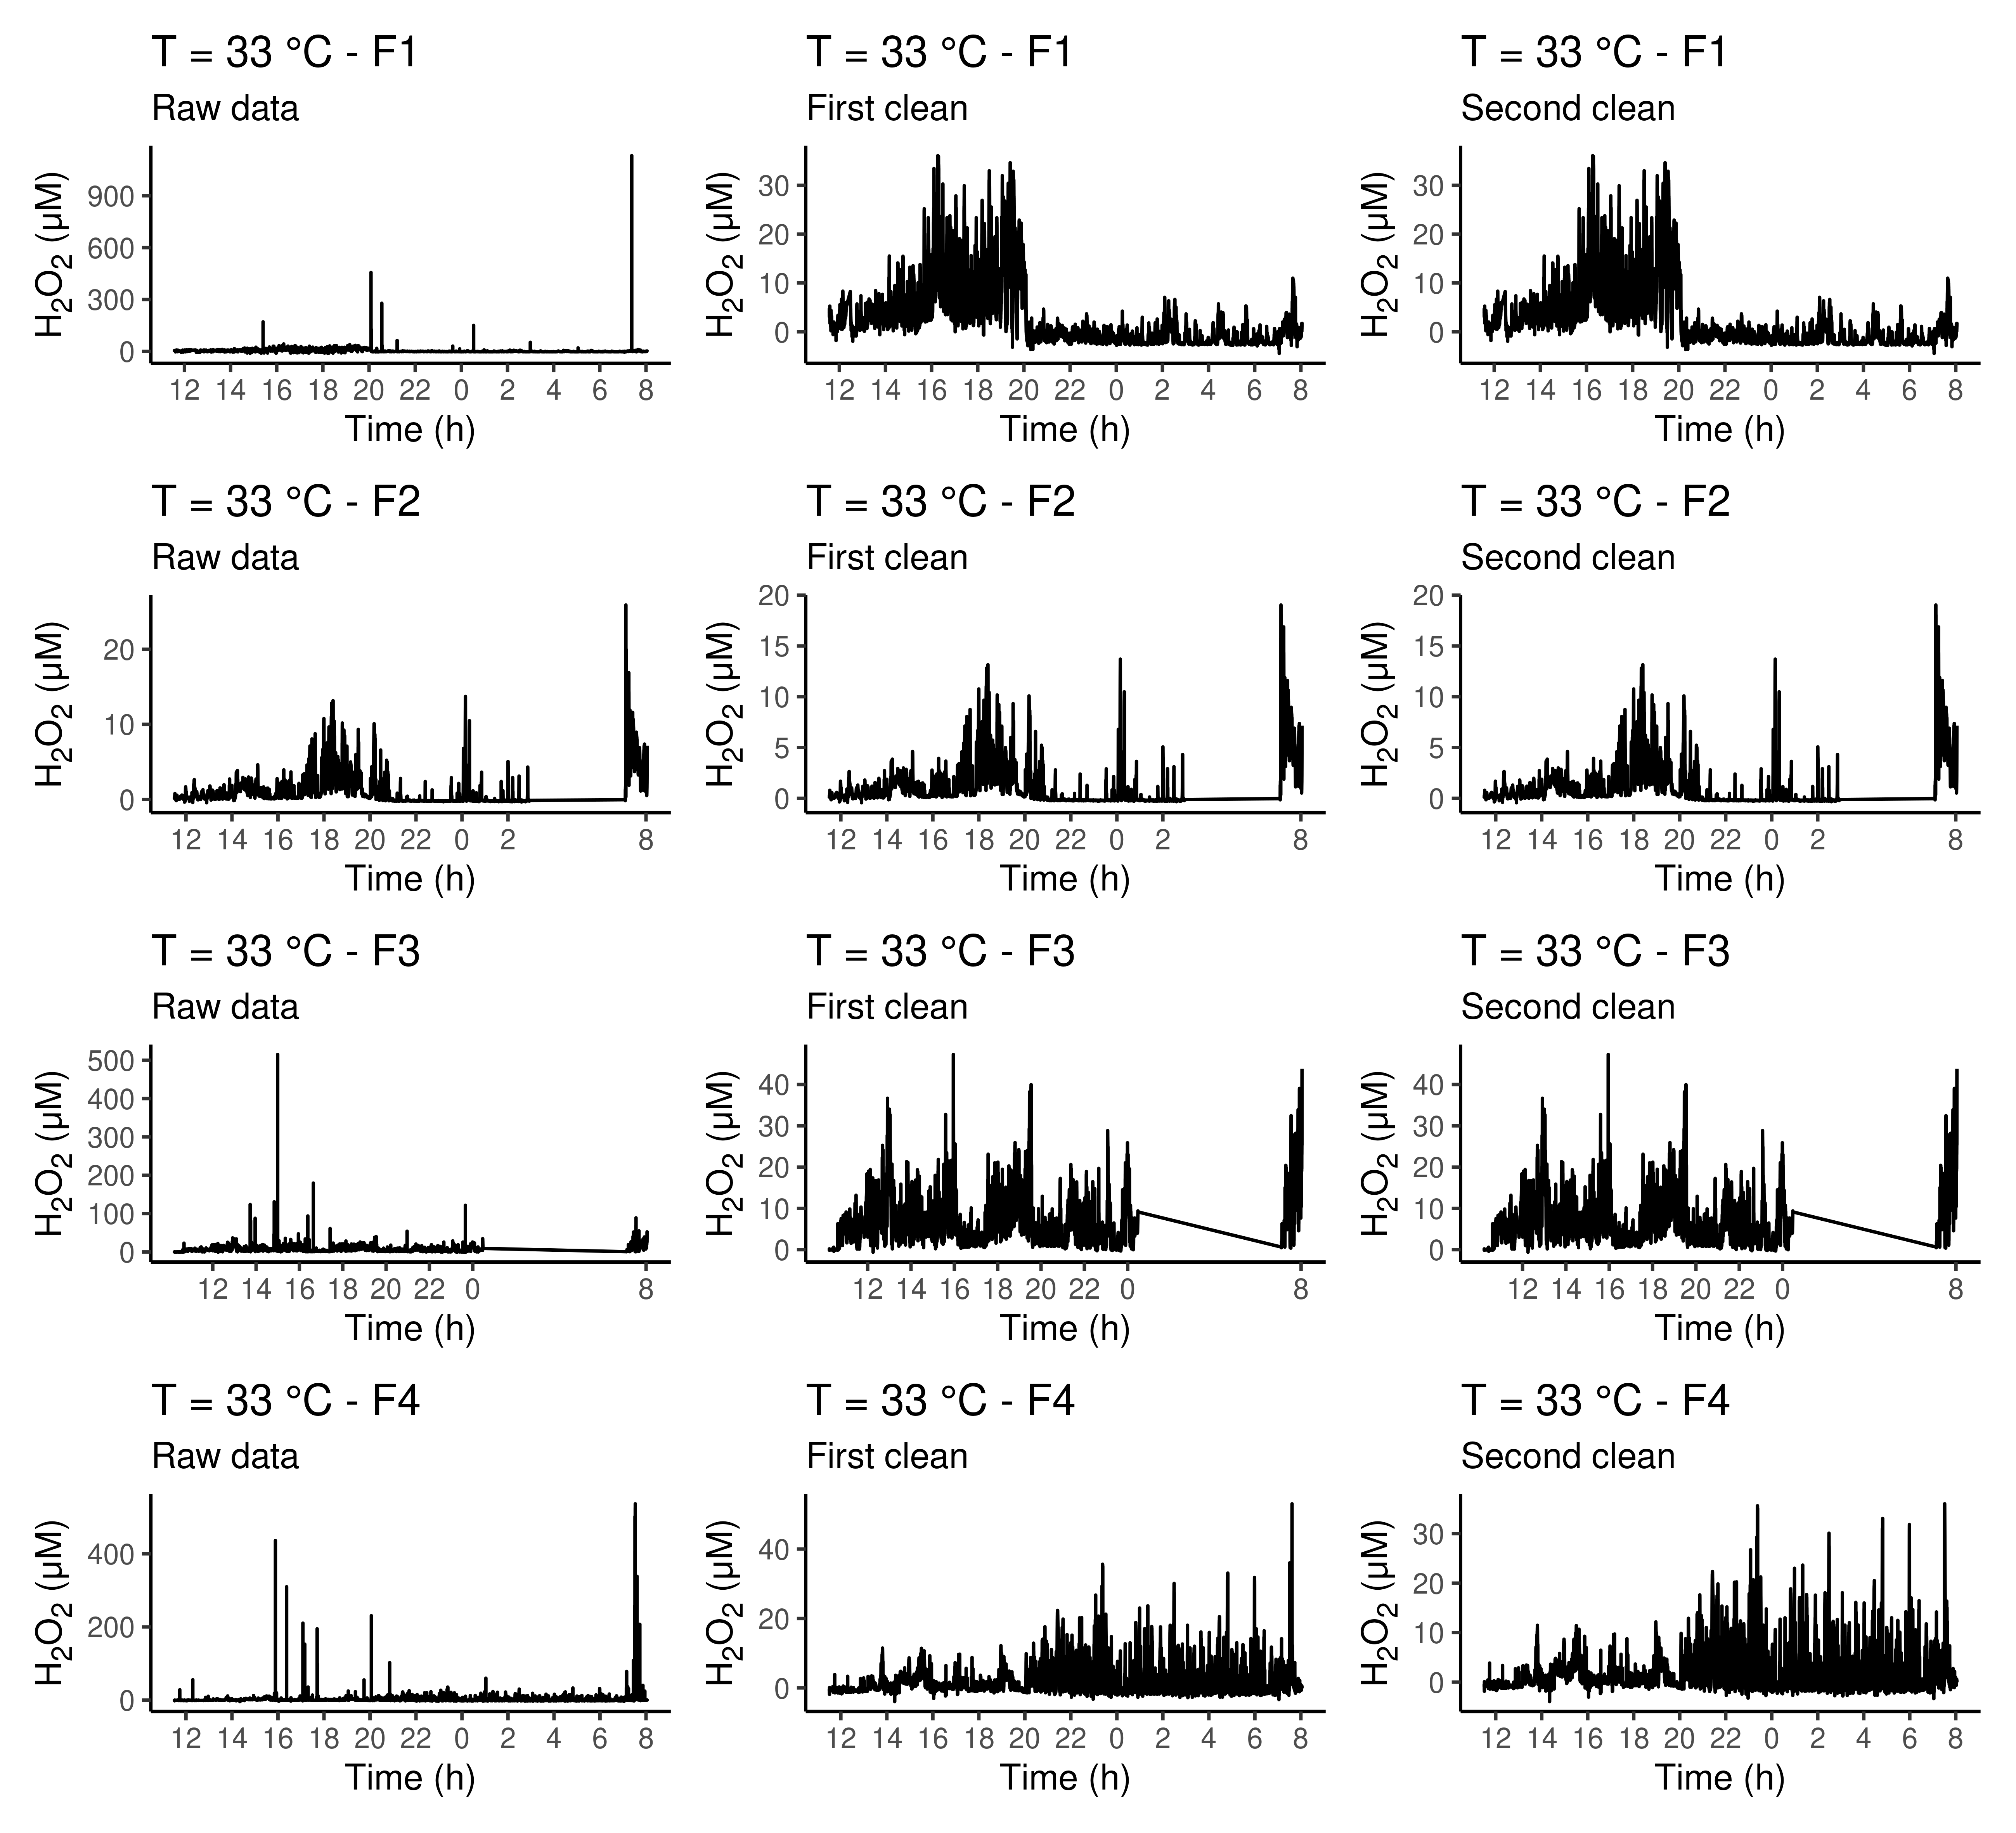 T = 33 °C - F1
Raw data
H2O2 (µM)
900
600
300
0
12 14 16 18 20 22 0 2 4 6 8
Time (h)
T = 33 °C - F1
First clean
H2O2 (µM)
30
20
10
0
12 14 16 18 20 22 0 2 4 6 8
Time (h)
T = 33 °C - F1
Second clean
H2O2 (µM)
30
20
10
0
12 14 16 18 20 22 0 2 4 6 8
Time (h)
T = 33 °C - F2
Raw data
H2O2 (µM)
20
10
0
12 14 16 18 20 22 0 2 8
Time (h)
T = 33 °C - F2
First clean
H2O2 (µM)
20
15
10
5
0
12 14 16 18 20 22 0 2 8
Time (h)
T = 33 °C - F2
Second clean
H2O2 (µM)
20
15
10
5
0
12 14 16 18 20 22 0 2 8
Time (h)
T = 33 °C - F3
Raw data
H2O2 (µM)
500
400
300
200
100
0
12 14 16 18 20 22 0 8
Time (h)
T = 33 °C - F3
First clean
H2O2 (µM)
40
30
20
10
0
12 14 16 18 20 22 0 8
Time (h)
T = 33 °C - F3
Second clean
H2O2 (µM)
40
30
20
10
0
12 14 16 18 20 22 0 8
Time (h)
T = 33 °C - F4
Raw data
H2O2 (µM)
400
200
0
12 14 16 18 20 22 0 2 4 6 8
Time (h)
T = 33 °C - F4
First clean
H2O2 (µM)
40
20
0
12 14 16 18 20 22 0 2 4 6 8
Time (h)
T = 33 °C - F4
Second clean
H2O2 (µM)
30
20
10
0
12 14 16 18 20 22 0 2 4 6 8
Time (h)